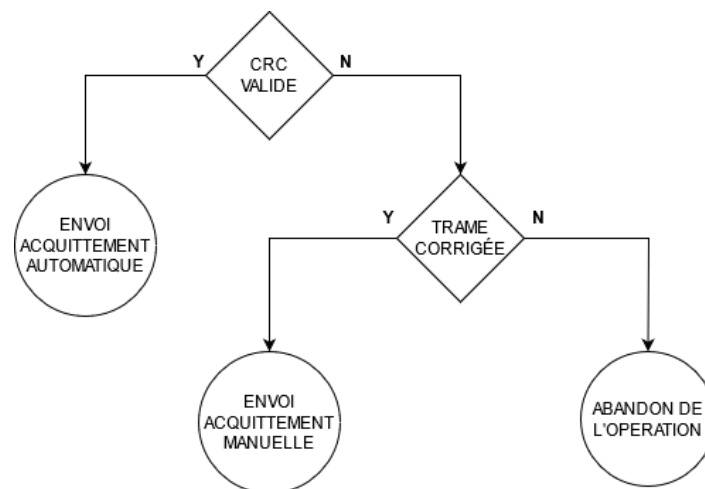 Y
CRC
VALIDE
N
ENVOI
ACQUITTEMENT
AUTOMATIQUE
Y
TRAME
CORRIGÉE
N
ENVOI
ACQUITTEMENT
MANUELLE
ABANDON DE
L'OPERATION